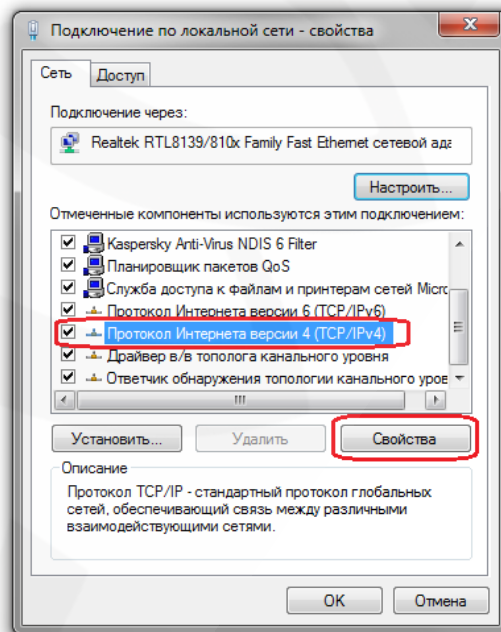 Подключение по локальной сети - свойства
Сеть Доступ
Подключение через:
Realtek RTL8139/810x Family Fast Ethernet сетевой ада
Настроить...
Отмеченные компоненты используются этим подключением:
Kaspersky Anti-Virus NDIS 6 Filter
Планировщик пакетов QoS
Служба доступа к файлам и принтерам сетей Micro
Протокол Интернета версии 6 (TCP/IPv6)
Протокол Интернета версии 4 (TCP/IPv4)
Драйвер в/в тополога канального уровня
Ответчик обнаружения топологии канального уров
Установить... Удалить Свойства
Описание
Протокол TCP/IP - стандартный протокол глобальных
сетей, обеспечивающий связь между различными
взаимодействующими сетями.
OK Отмена